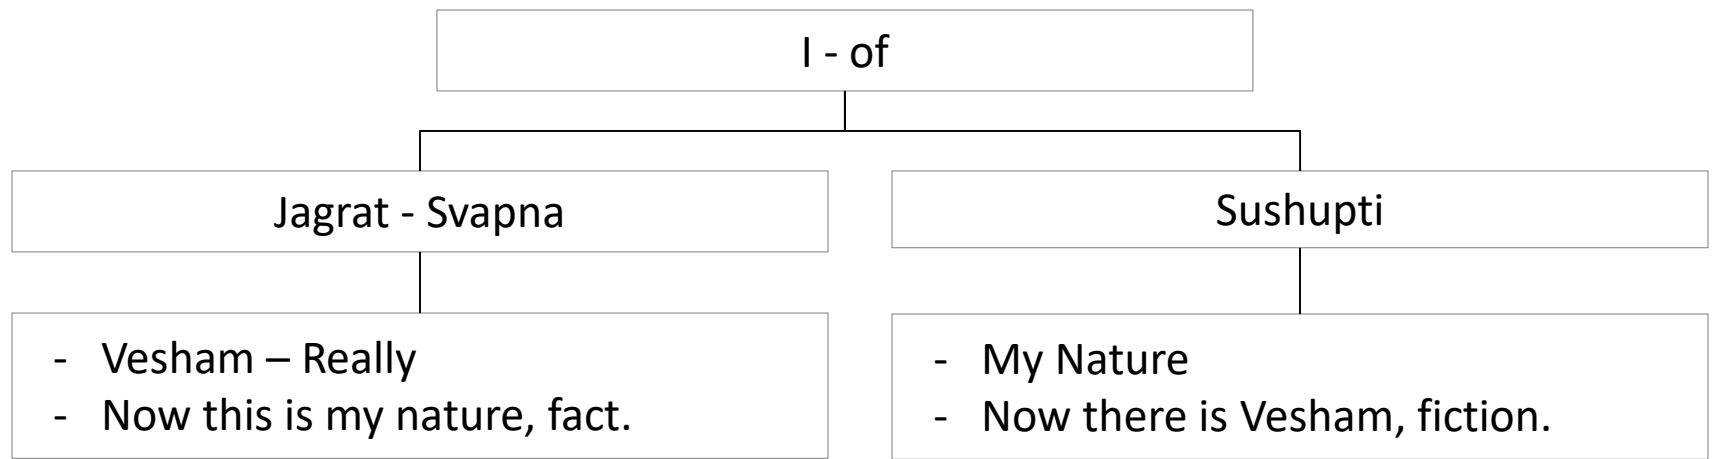 I - of
Jagrat - Svapna
Sushupti
- Vesham – Really
- Now this is my nature, fact.
- My Nature
- Now there is Vesham, fiction.